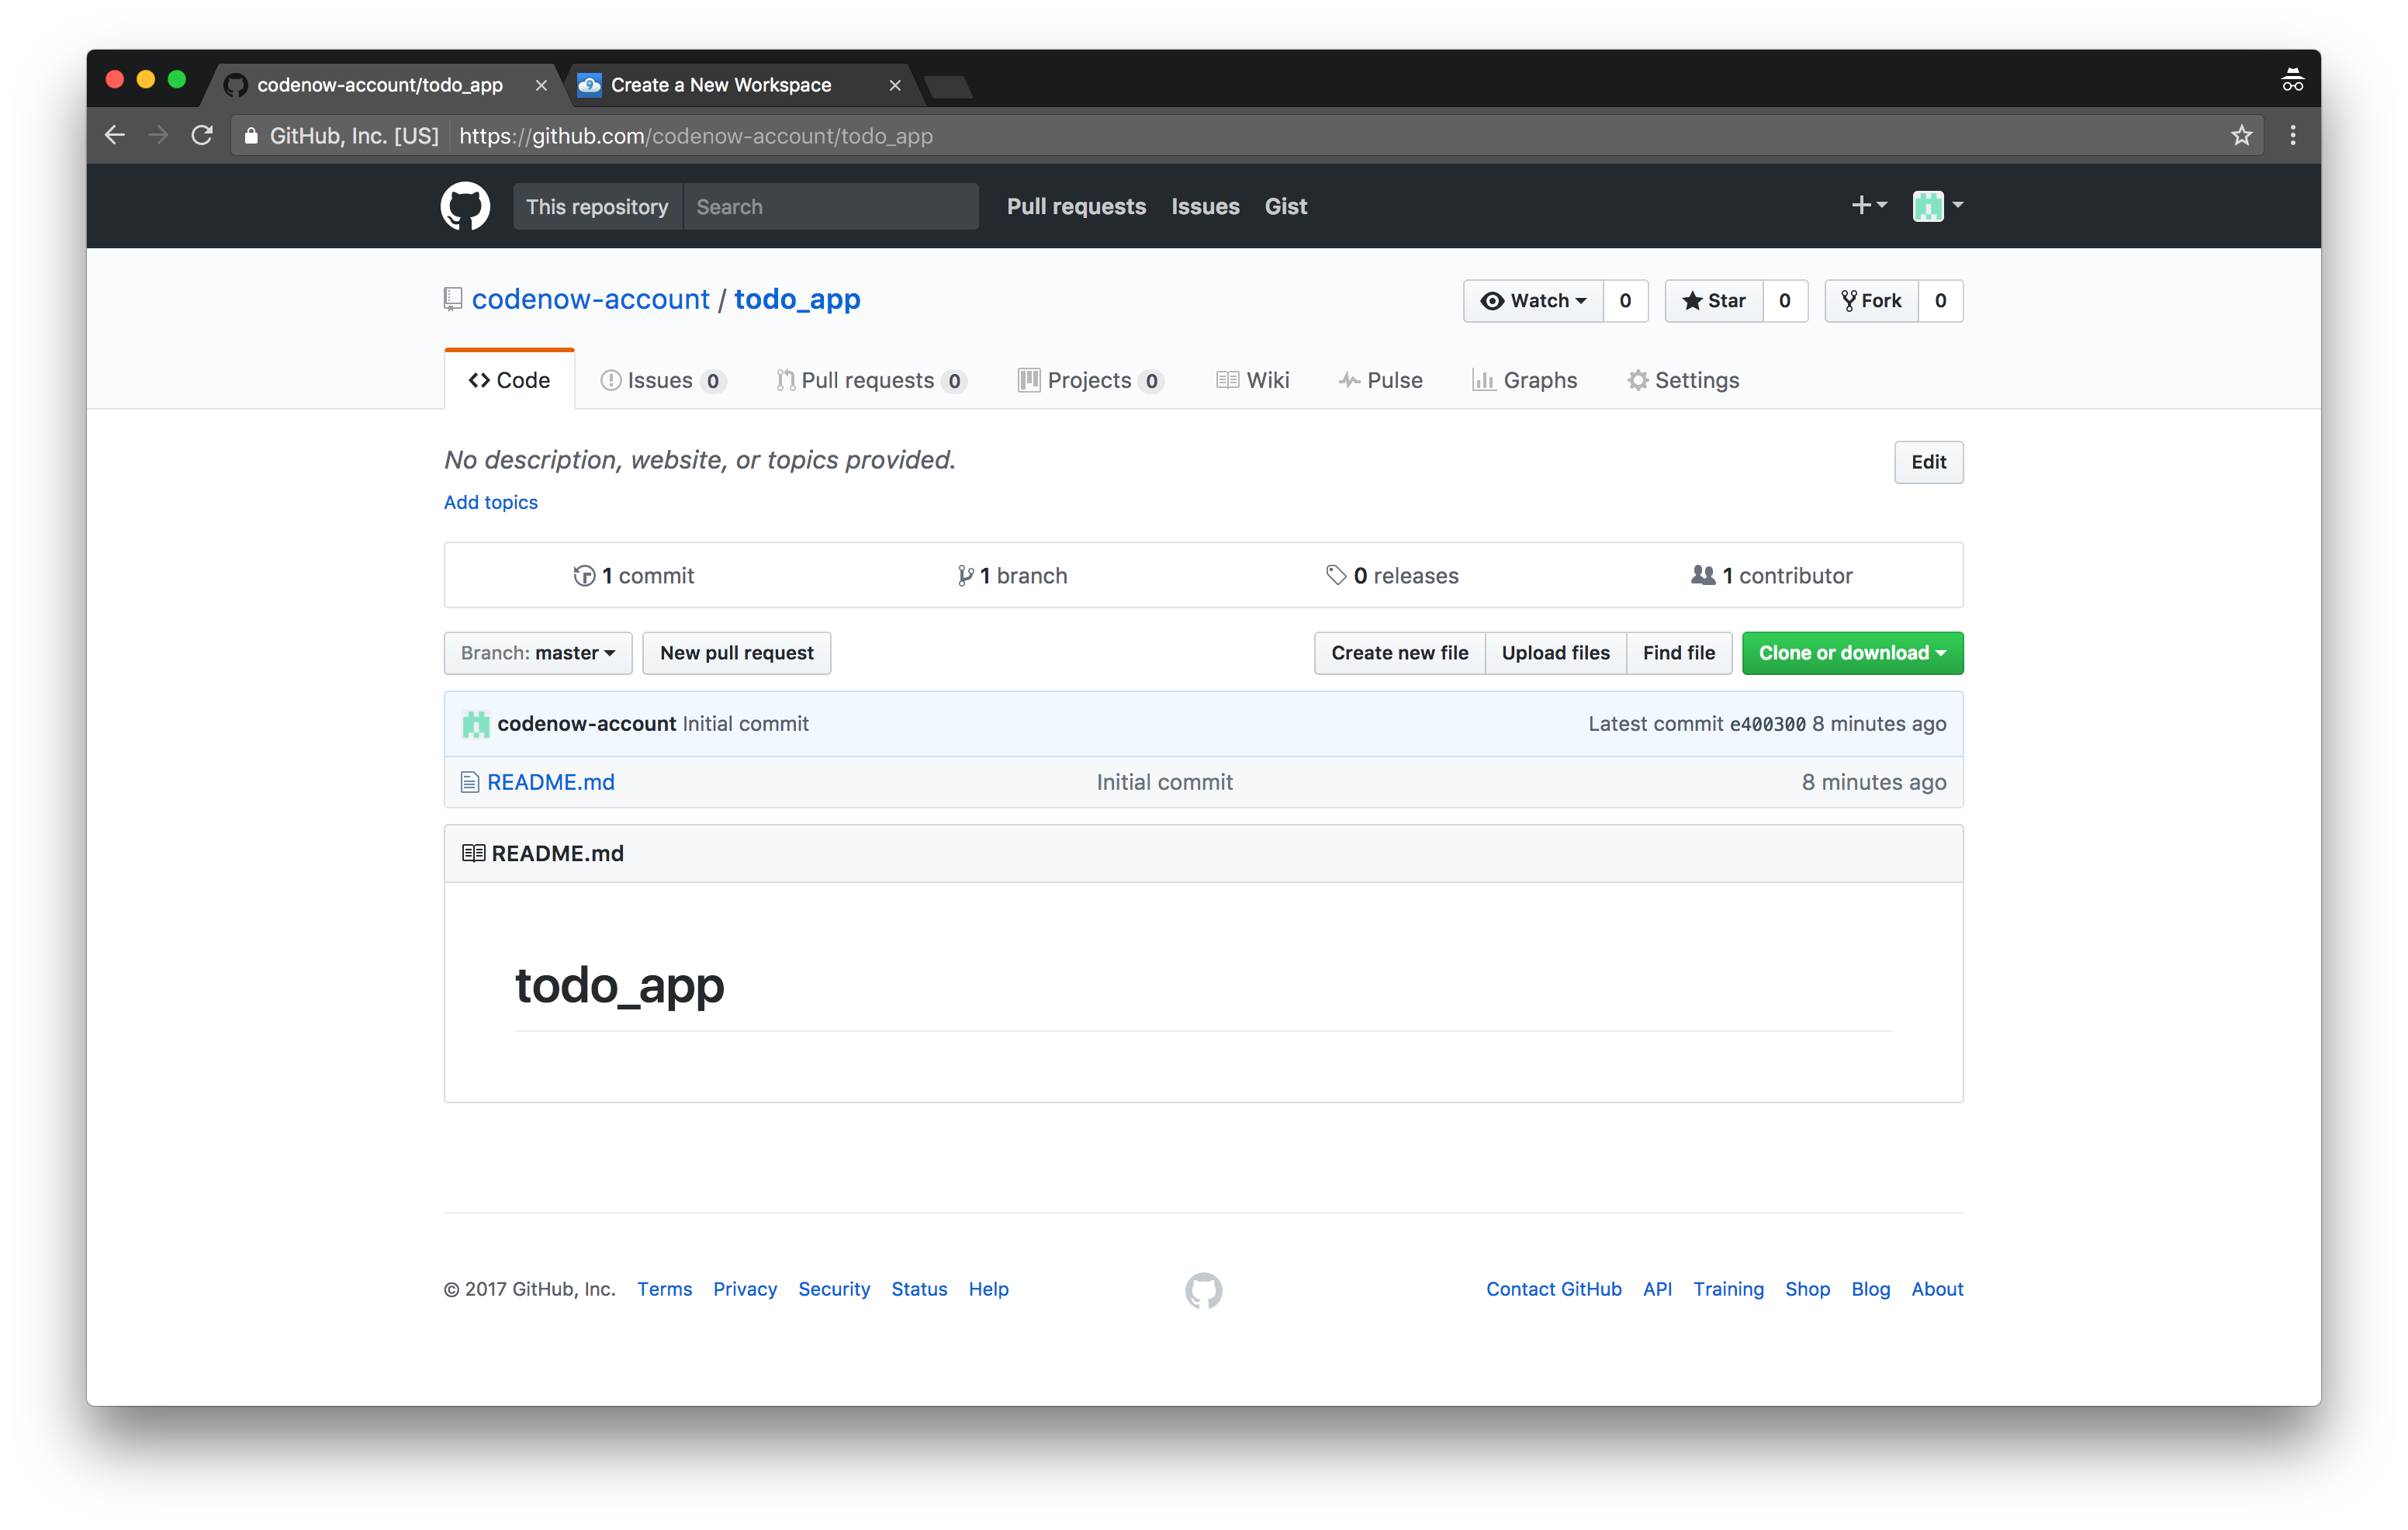 codenow-account/todo_app
Create a New Workspace
GitHub, Inc. [US] https://github.com/codenow-account/todo_app
This repository Search Pull requests Issues Gist
codenow-account / todo_app
Watch 0 Star 0 Fork 0
Code Issues 0 Pull requests 0 Projects 0 Wiki Pulse Graphs Settings
No description, website, or topics provided.
Edit
Add topics
1 commit 1 branch 0 releases 1 contributor
Branch: master New pull request Create new file Upload files Find file Clone or download
codenow-account Initial commit Latest commit e400300 8 minutes ago
README.md Initial commit 8 minutes ago
README.md
todo_app
© 2017 GitHub, Inc. Terms Privacy Security Status Help Contact GitHub API Training Shop Blog About